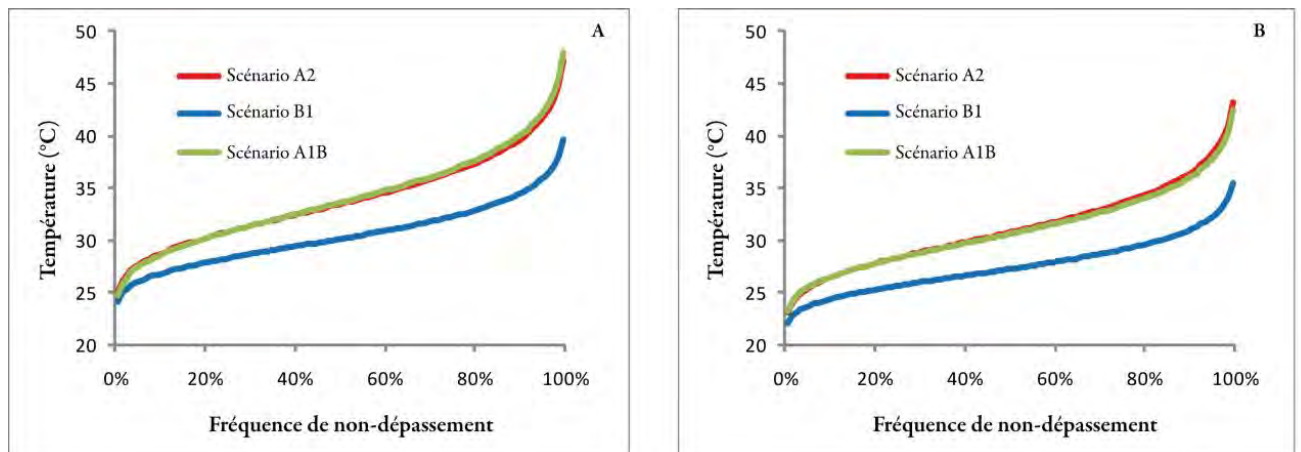 A
50
45
40
35
30
25
20
Température (°C)
Scénario A2
Scénario B1
Scénario A1B
0%
20%
40%
60%
80%
100%
Fréquence de non-dépassement
B
50
45
40
35
30
25
20
Température (°C)
Scénario A2
Scénario B1
Scénario A1B
0%
20%
40%
60%
80%
100%
Fréquence de non-dépassement